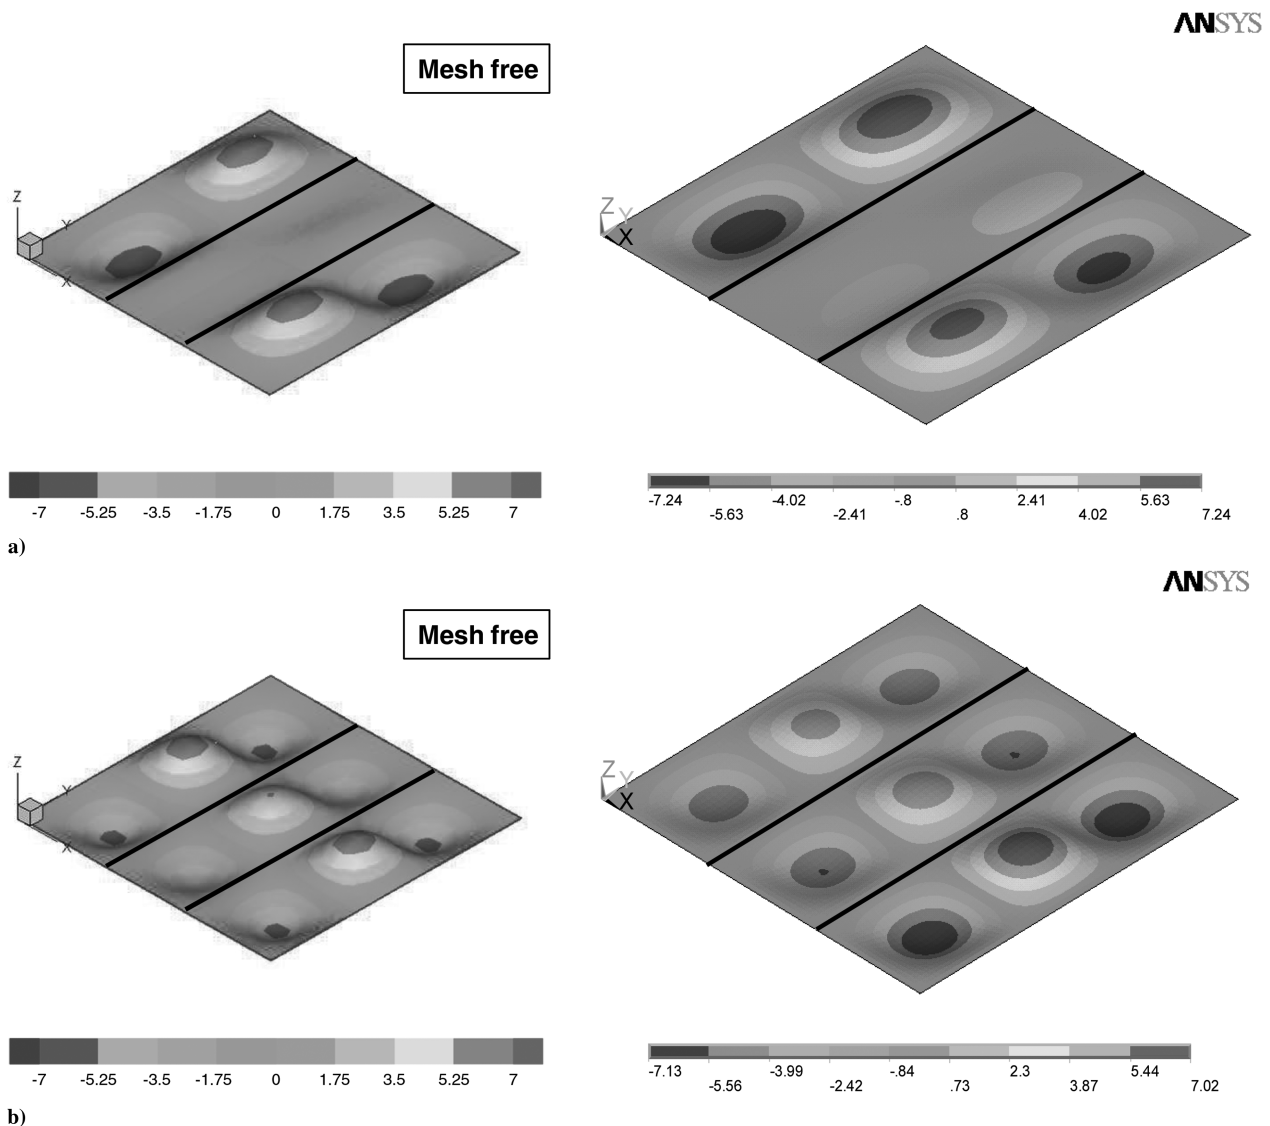 ANSYS
Mesh free
Z
Y
X
Z
Y
X
-7 -5.25 -3.5 -1.75 0 1.75 3.5 5.25 7
-7.24 -4.02 -.8 2.41 5.63
-5.63 -2.41 .8 4.02 7.24
a)
ANSYS
Mesh free
Z
Y
X
Z
Y
X
-7 -5.25 -3.5 -1.75 0 1.75 3.5 5.25 7
-7.13 -3.99 -.84 2.3 5.44
-5.56 -2.42 .73 3.87 7.02
b)